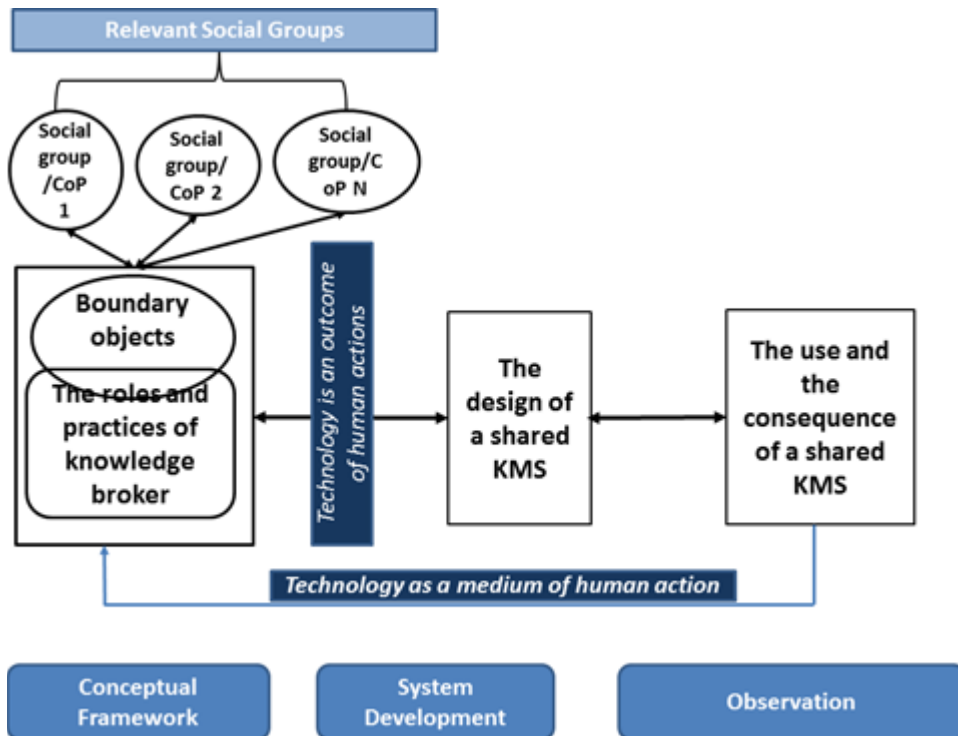 Relevant Social Groups
Social
group
/CoP
1
Social
group/
CoP 2
Social
group/C
oP N
Boundary
objects
The roles and
practices of
knowledge
broker
Technology is an outcome
of human actions
The
design of
a shared
KMS
The use and
the
consequence
of a shared
KMS
Technology as a medium of human action
Conceptual
Framework
System
Development
Observation